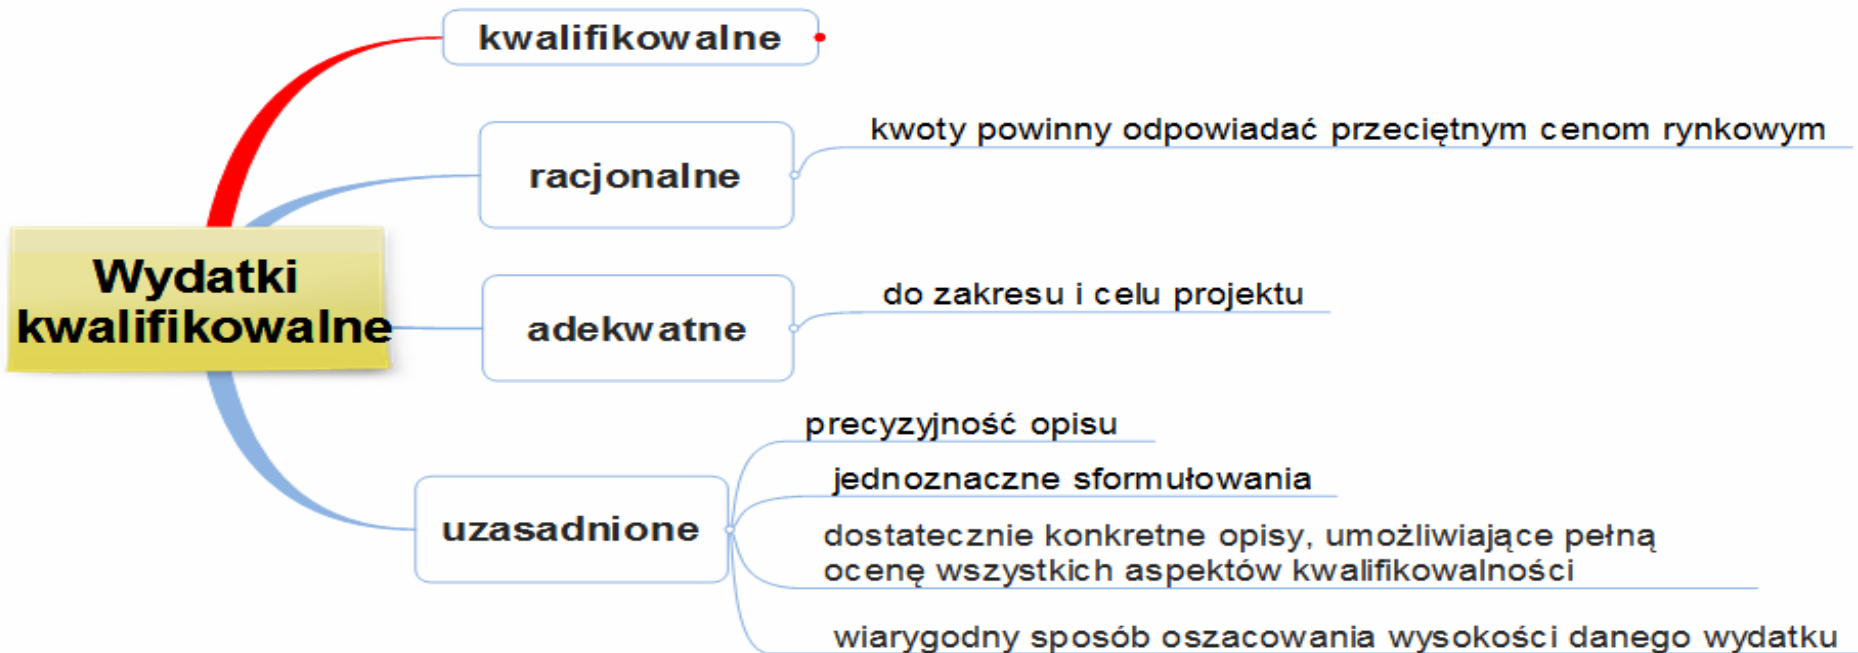 Wydatki
kwalifikowalne
kwalifikowalne
racjonalne
kwoty powinny odpowiadać przeciętnym cenom rynkowym
adekwatne
do zakresu i celu projektu
uzasadnione
precyzyjność opisu
jednoznaczne sformułowania
dostatecznie konkretne opisy, umożliwiające pełną
ocenę wszystkich aspektów kwalifikowalności
wiarygodny sposób oszacowania wysokości danego wydatku